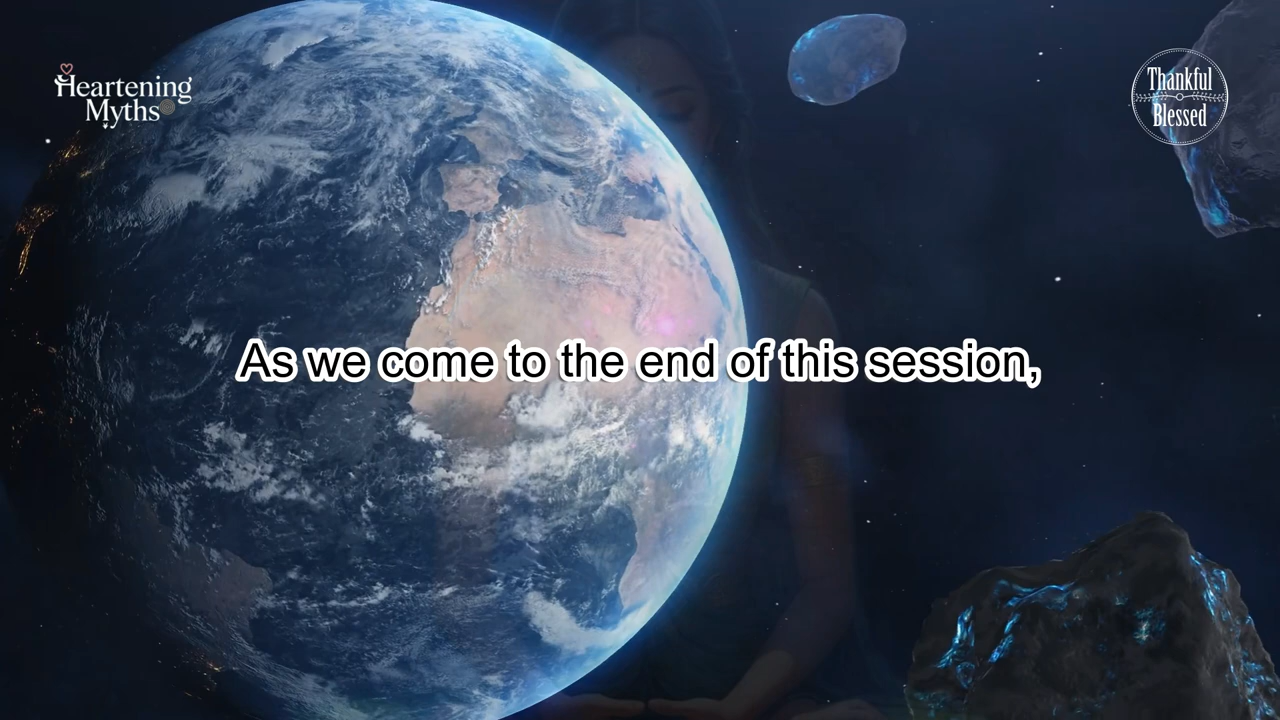 Heartening
Myths
Thankful
Blessed
As we come to the end of this session,